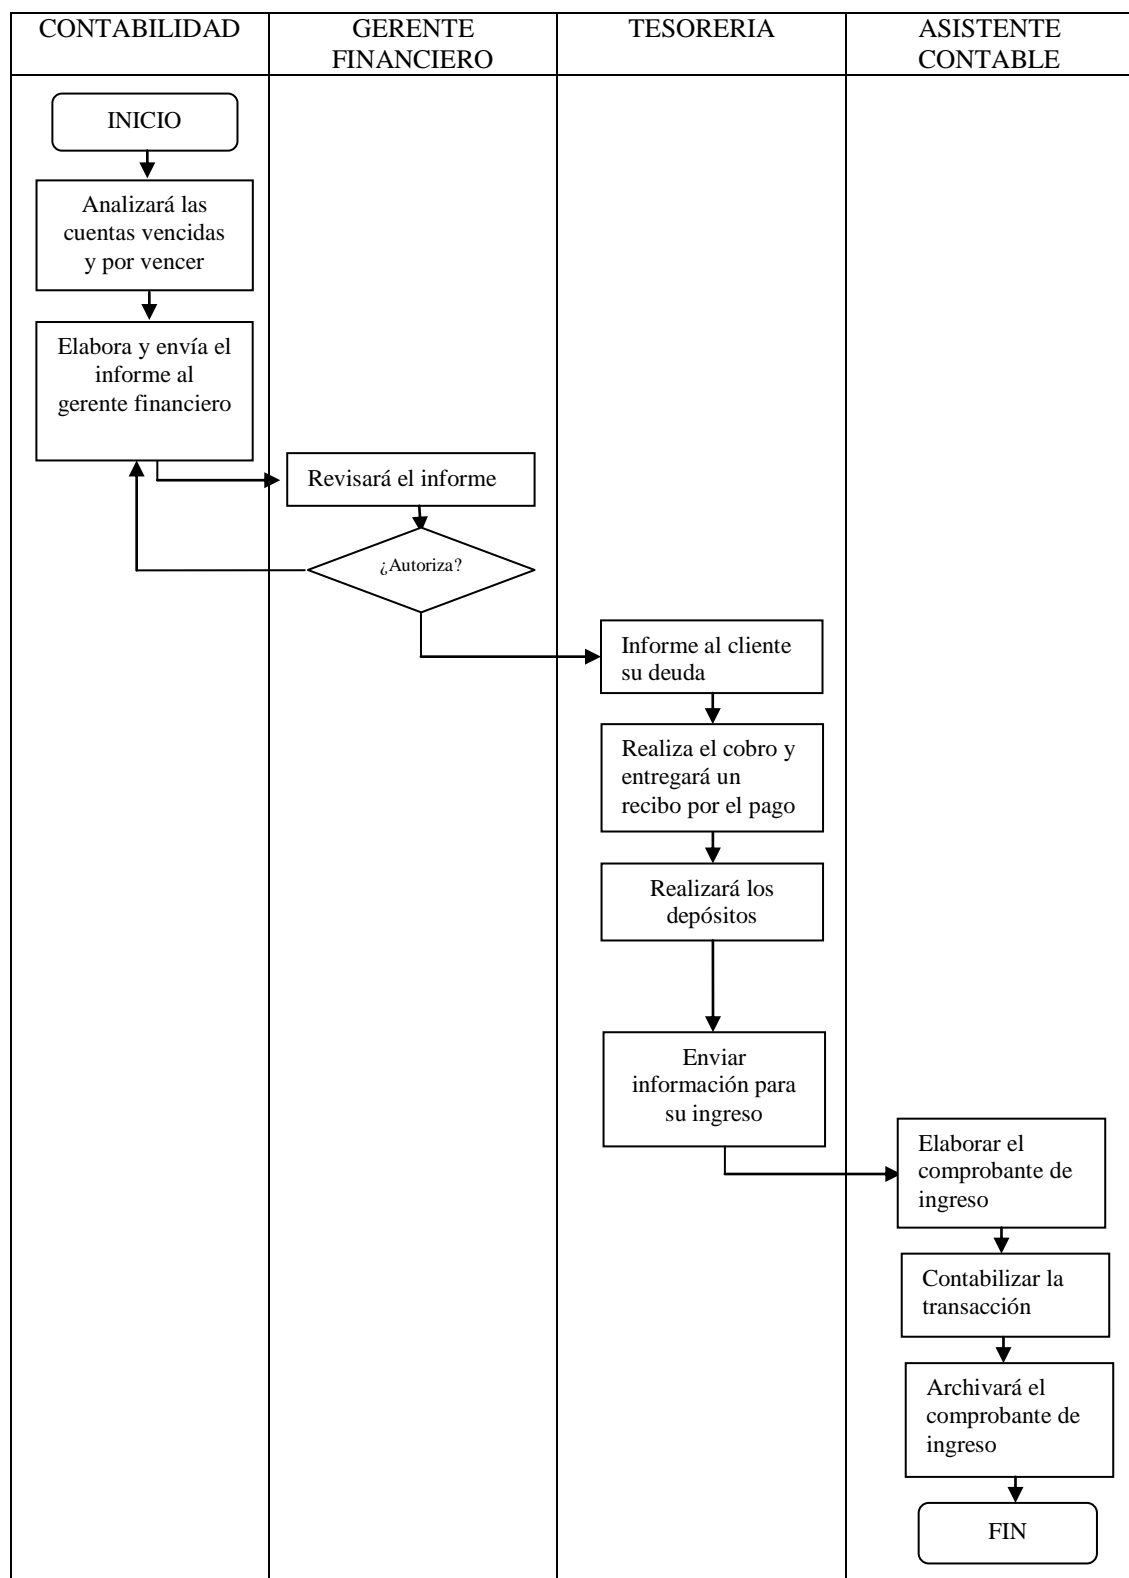 CONTABILIDAD
GERENTE
FINANCIERO
TESORERIA
ASISTENTE
CONTABLE
INICIO
Analizará las
cuentas vencidas
y por vencer
Elabora y envía el
informe al
gerente financiero
Revisará el informe
¿Autoriza?
Informe al cliente
su deuda
Realiza el cobro y
entregará un
recibo por el pago
Realizará los
depósitos
Enviar
información para
su ingreso
Elaborar el
comprobante de
ingreso
Contabilizar la
transacción
Archivará el
comprobante de
ingreso
FIN